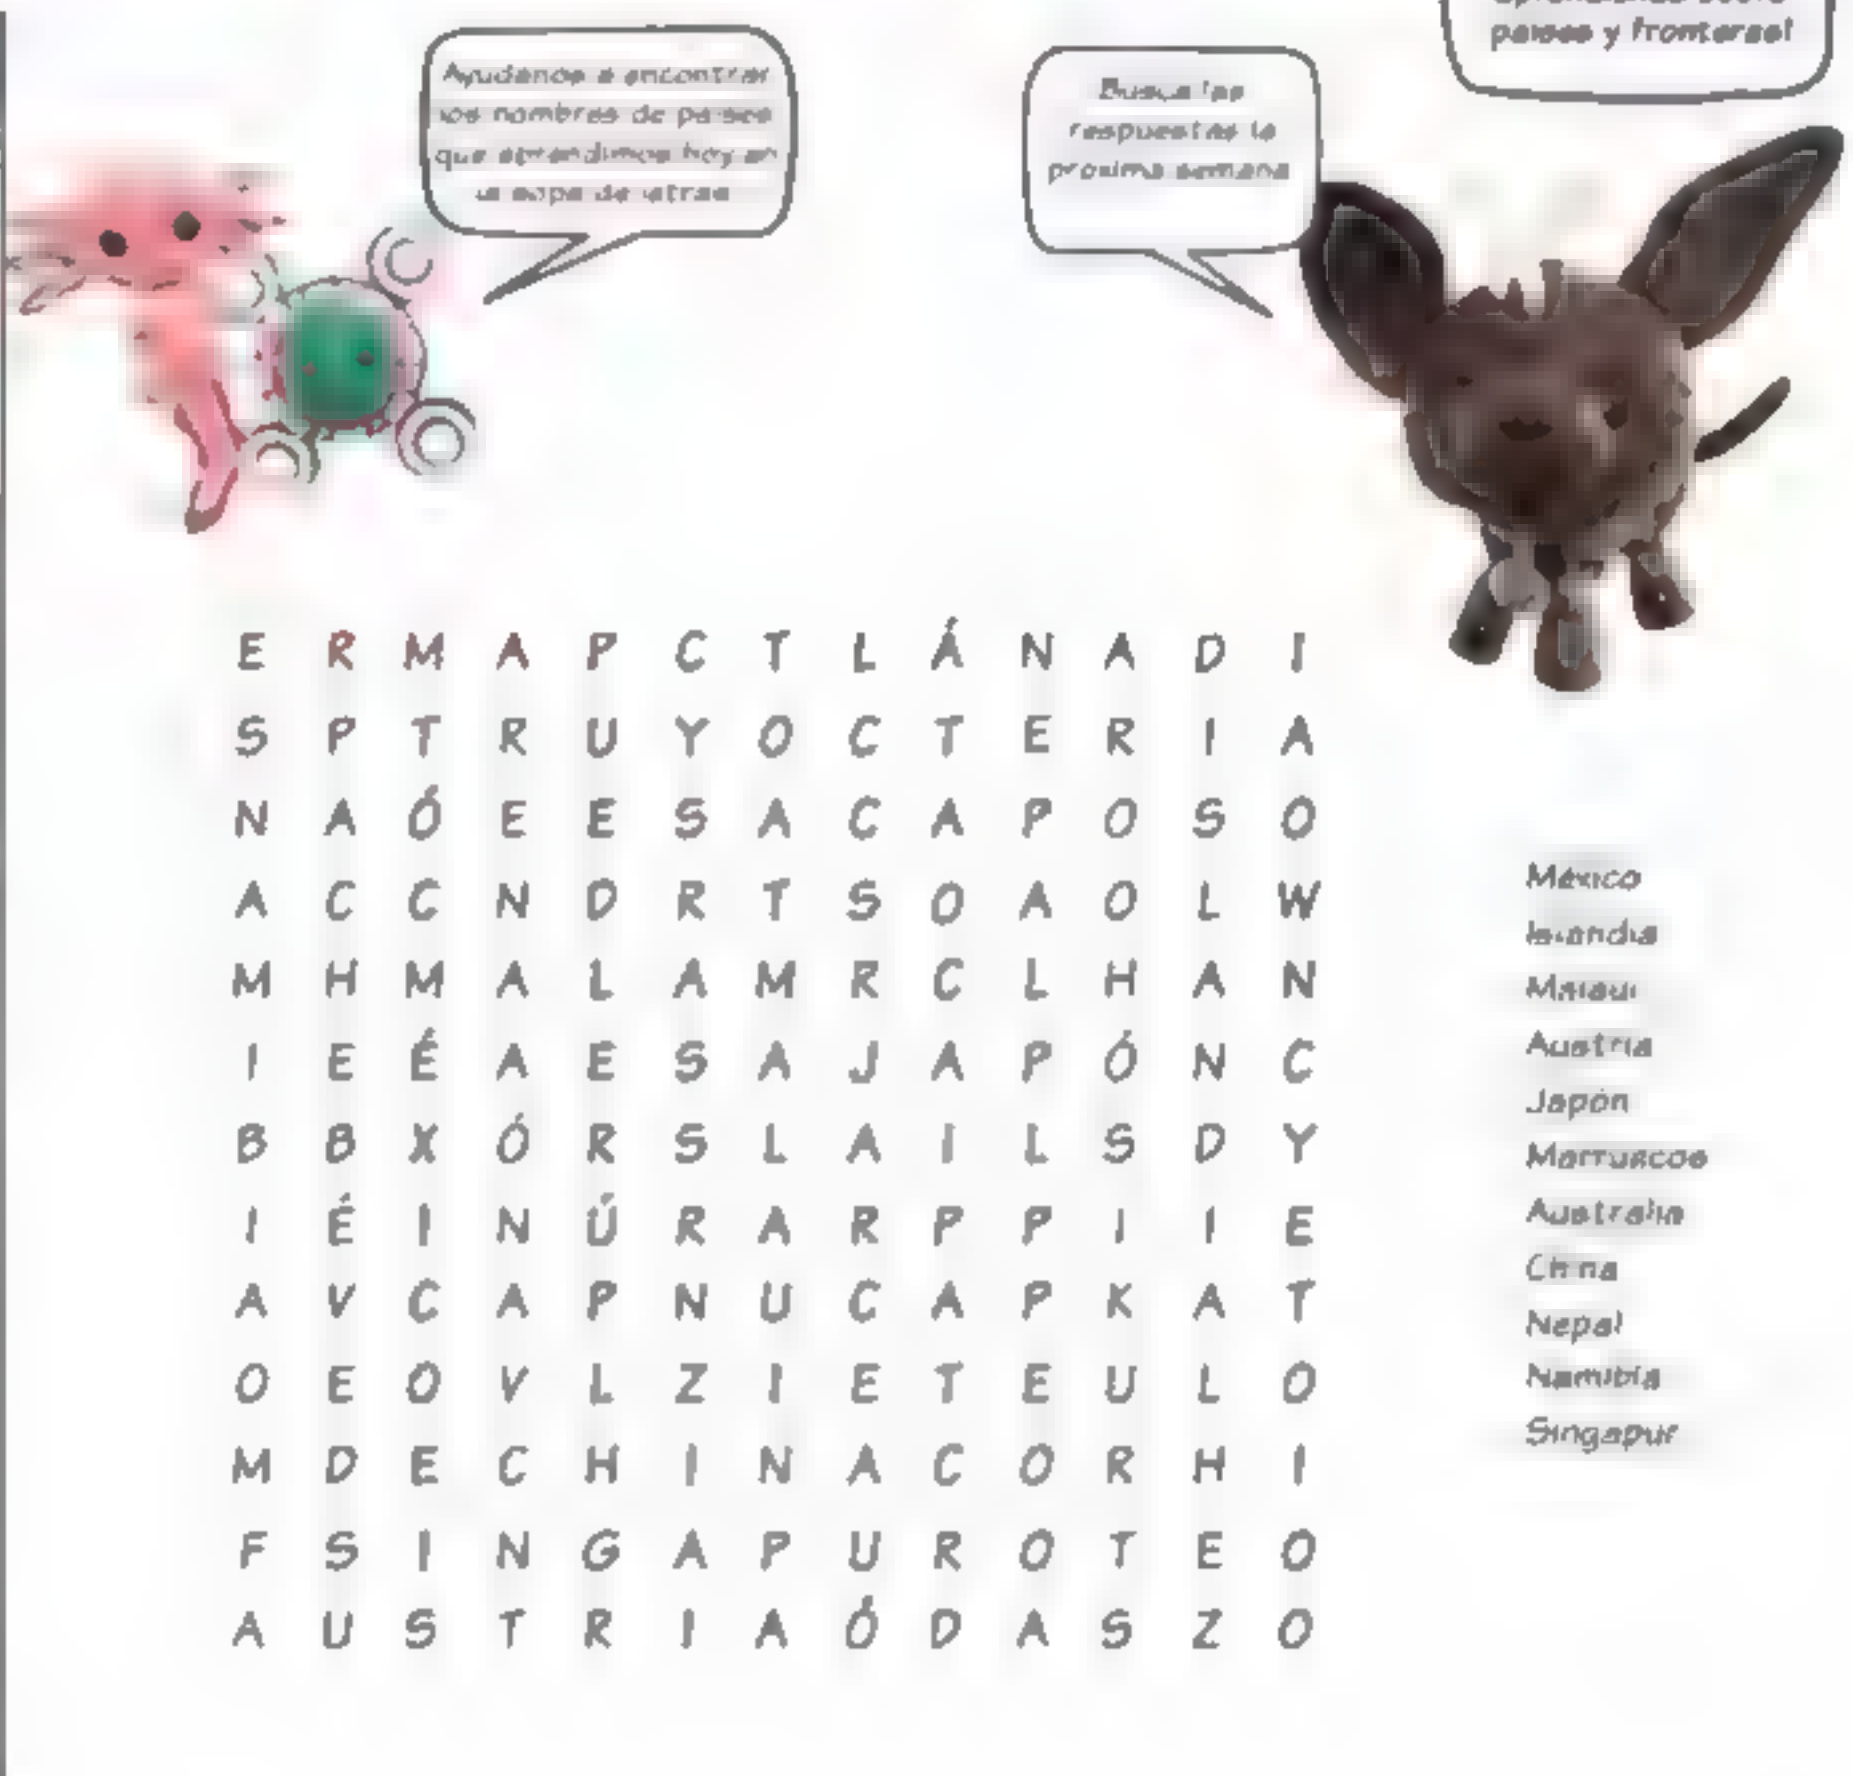 países y fronteras!
Ayúdanos a encontrar
los nombres de países
que aprendimos hoy en
la sopa de letras
Busca las
respuestas la
próxima semana
E R M A P C T L Á N A D I
S P T R U Y O C T E R I A
N A Ó E E S A C A P O S O
A C C N D R T S O A O L W
M H M A L A M R C L H A N
I E É A E S A J A P Ó N C
B B X Ó R S L A I L S D Y
I É I N Ú R A R P P I I E
A V C A P N U C A P K A T
O E O V L Z I E T E U L O
M D E C H I N A C O R H I
F S I N G A P U R O T E O
A U S T R I A Ó D A S Z O
México
Islandia
Malaui
Austria
Japón
Marruecos
Australia
China
Nepal
Namibia
Singapur